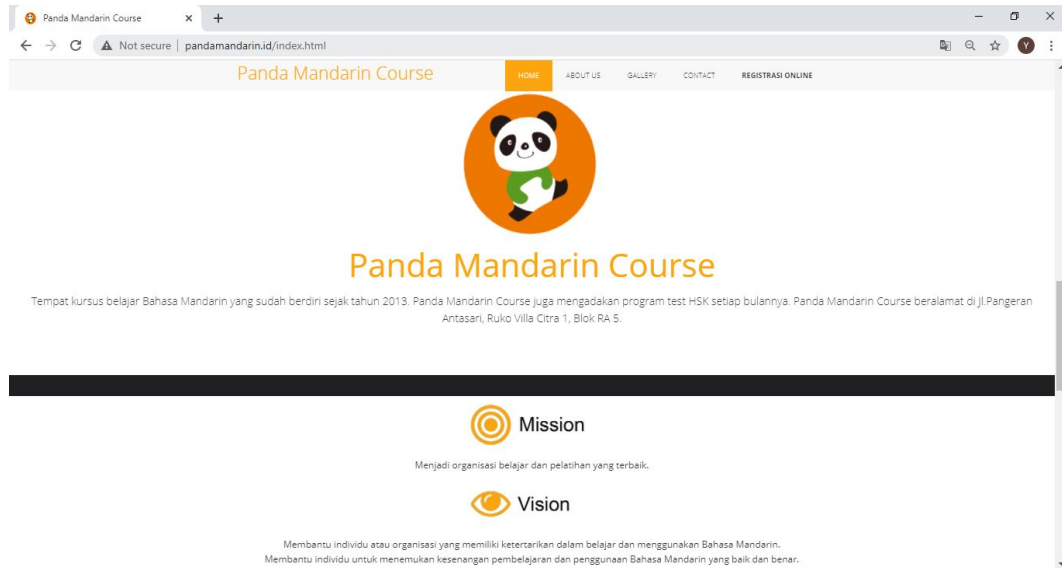 Panda Mandarin Course
Not secure | pandamandarin.id/index.html
Y
Panda Mandarin Course
HOME
ABOUT US
GALLERY
CONTACT
REGISTRASI ONLINE
Panda Mandarin Course
Tempat kursus belajar Bahasa Mandarin yang sudah berdiri sejak tahun 2013. Panda Mandarin Course juga mengadakan program test HSK setiap bulannya. Panda Mandarin Course beralamat di Jl.Pangeran
Antasari, Ruko Villa Citra 1, Blok RA 5.
Mission
Menjadi organisasi belajar dan pelatihan yang terbaik.
Vision
Membantu individu atau organisasi yang memiliki ketertarikan dalam belajar dan menggunakan Bahasa Mandarin.
Membantu individu untuk menemukan kesenangan pembelajaran dan penggunaan Bahasa Mandarin yang baik dan benar.